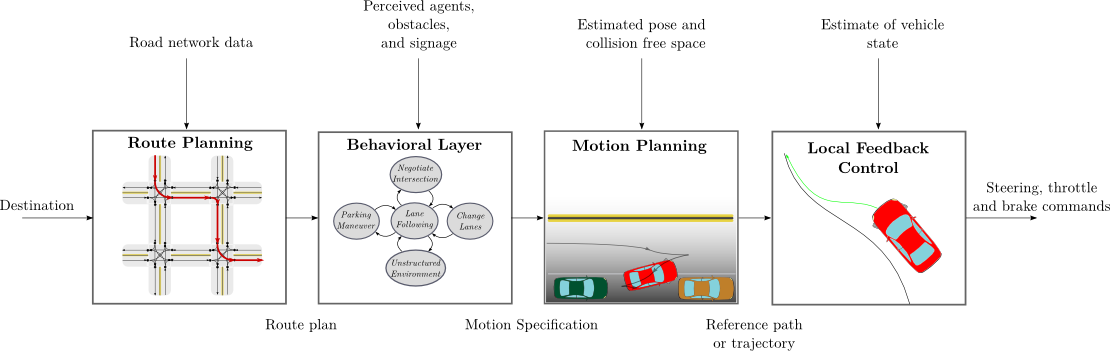 Road network data
Perceived agents,
obstacles,
and signage
Estimated pose and
collision free space
Estimate of vehicle
state
Destination
Route Planning
Behavioral Layer
Negotiate
Intersection
Parking
Maneuver
Lane
Following
Change
Lanes
Unstructured
Environment
Motion Planning
Local Feedback
Control
Steering, throttle
and brake commands
Route plan
Motion Specification
Reference path
or trajectory